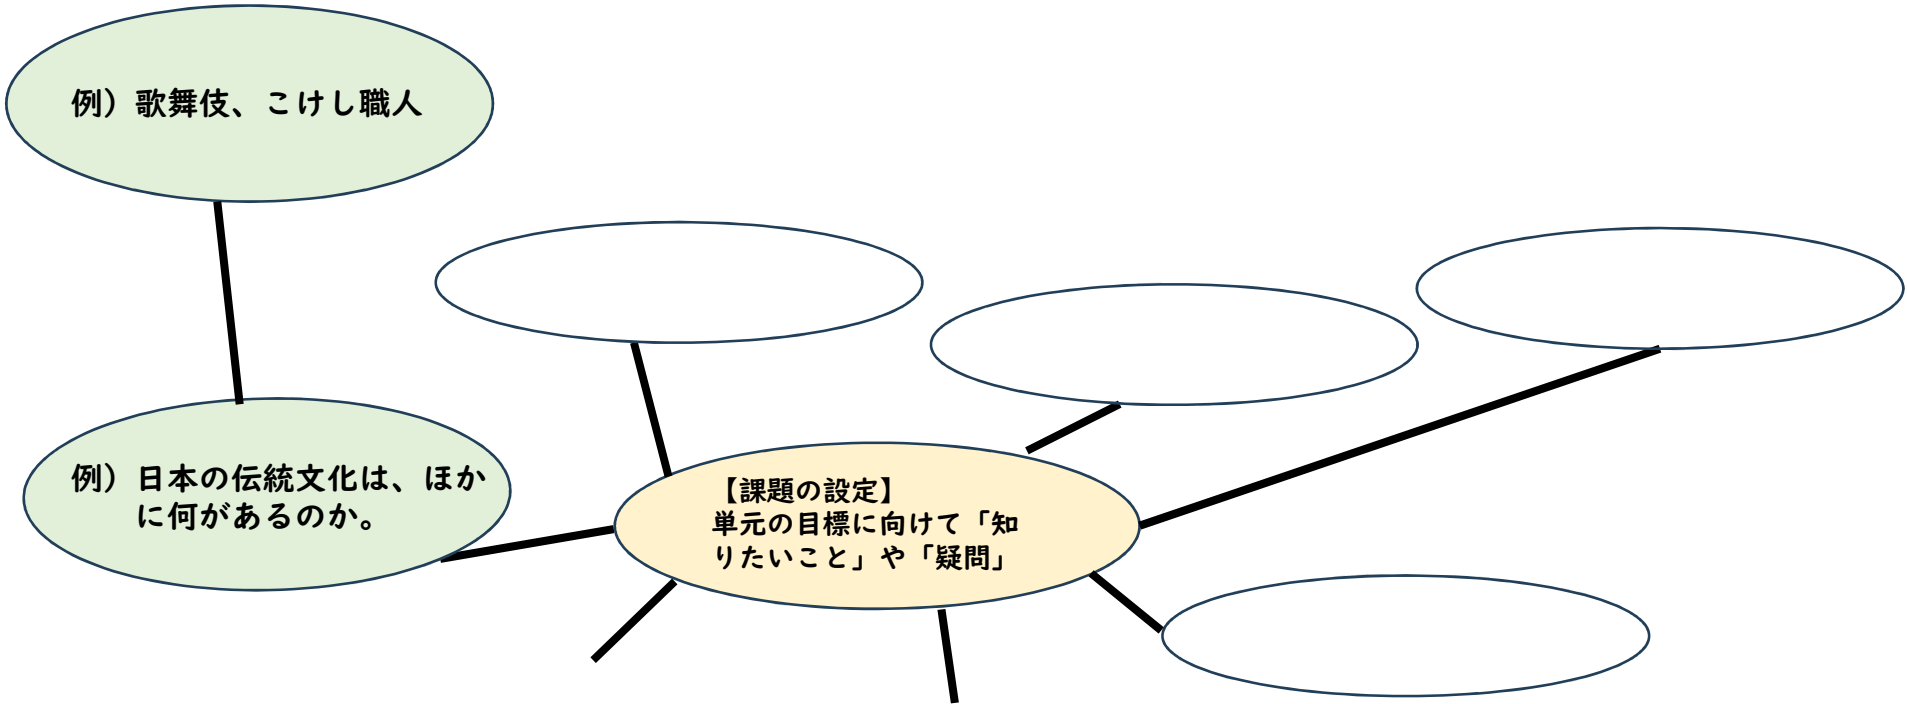 例）歌舞伎、こけし職人
例）日本の伝統文化は、ほか
に何があるのか。
【課題の設定】
単元の目標に向けて「知
りたいこと」や「疑問」